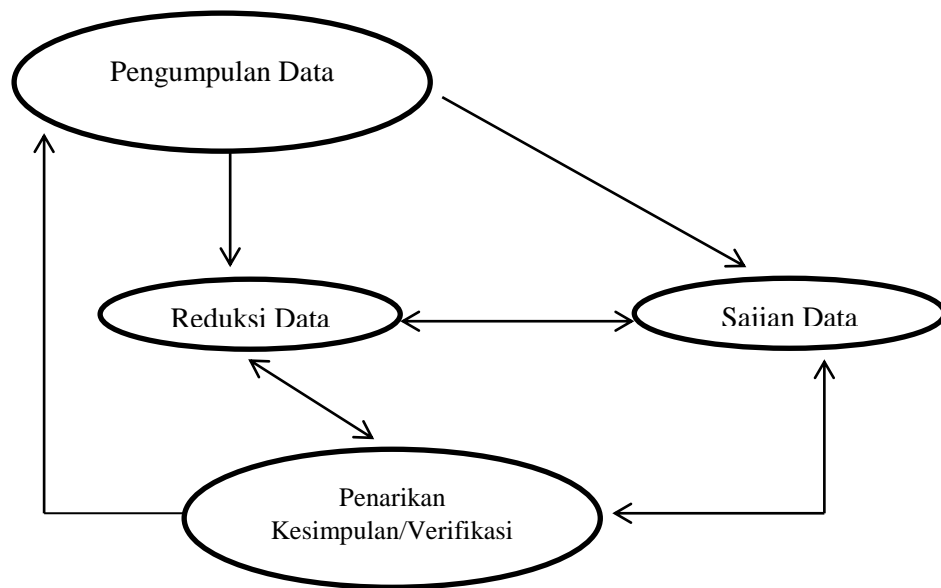 Pengumpulan Data
Reduksi Data
Sajian Data
Penarikan
Kesimpulan/Verifikasi